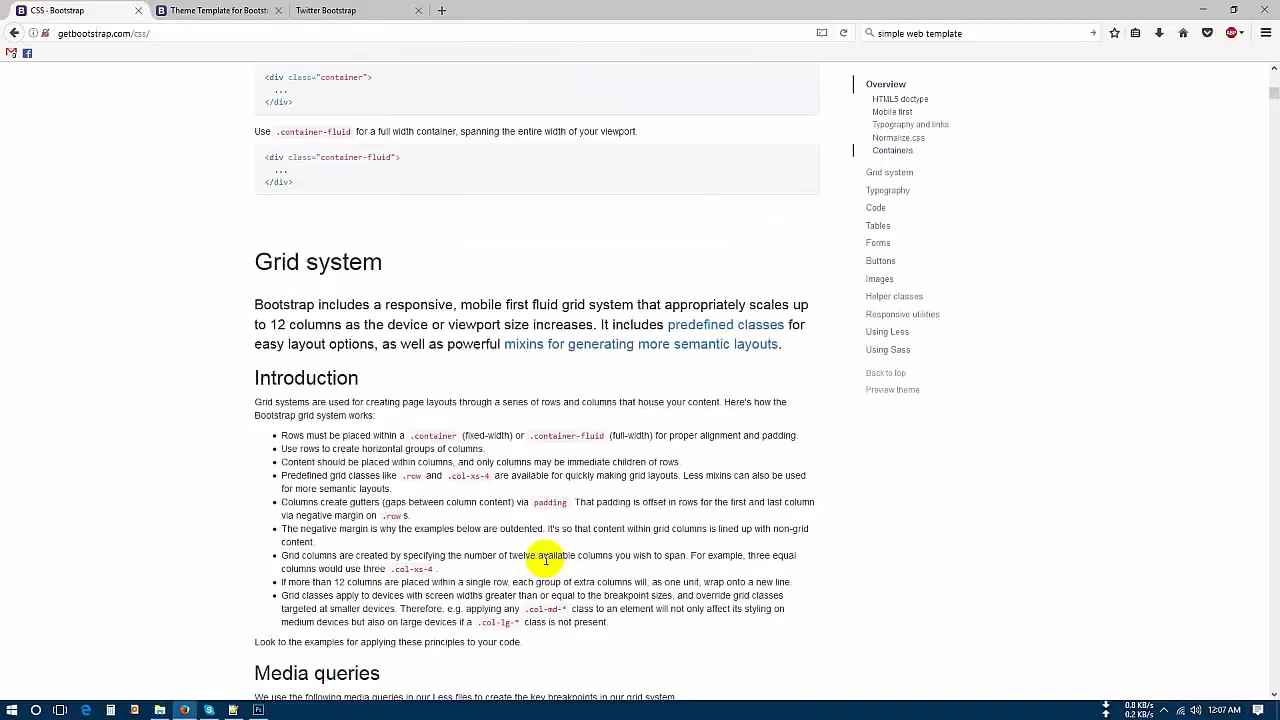 CSS · Bootstrap
Theme Template for Bootst
Twitter Bootstrap
getbootstrap.com/css/
simple web template
<div class="container">
...
</div>
Use .container-fluid for a full width container, spanning the entire width of your viewport.
<div class="container-fluid">
...
</div>
Grid system
Bootstrap includes a responsive, mobile first fluid grid system that appropriately scales up
to 12 columns as the device or viewport size increases. It includes predefined classes for
easy layout options, as well as powerful mixins for generating more semantic layouts.
Introduction
Grid systems are used for creating page layouts through a series of rows and columns that house your content. Here's how the
Bootstrap grid system works:
• Rows must be placed within a .container (fixed-width) or .container-fluid (full-width) for proper alignment and padding.
• Use rows to create horizontal groups of columns.
• Content should be placed within columns, and only columns may be immediate children of rows.
• Predefined grid classes like .row and .col-xs-4 are available for quickly making grid layouts. Less mixins can also be used
for more semantic layouts.
• Columns create gutters (gaps between column content) via padding. That padding is offset in rows for the first and last column
via negative margin on .rows.
• The negative margin is why the examples below are outdented. It's so that content within grid columns is lined up with non-grid
content.
• Grid columns are created by specifying the number of twelve available columns you wish to span. For example, three equal
columns would use three .col-xs-4.
• If more than 12 columns are placed within a single row, each group of extra columns will, as one unit, wrap onto a new line.
• Grid classes apply to devices with screen widths greater than or equal to the breakpoint sizes, and override grid classes
targeted at smaller devices. Therefore, e.g. applying any .col-md-* class to an element will not only affect its styling on
medium devices but also on large devices if a .col-lg-* class is not present.
Look to the examples for applying these principles to your code.
Media queries
We use the following media queries in our Less files to create the key breakpoints in our grid system.
Overview
HTML5 doctype
Mobile first
Typography and links
Normalize.css
Containers
Grid system
Typography
Code
Tables
Forms
Buttons
Images
Helper classes
Responsive utilities
Using Less
Using Sass
Back to top
Preview theme
0.8 KB/s
0.2 KB/s
12:07 AM